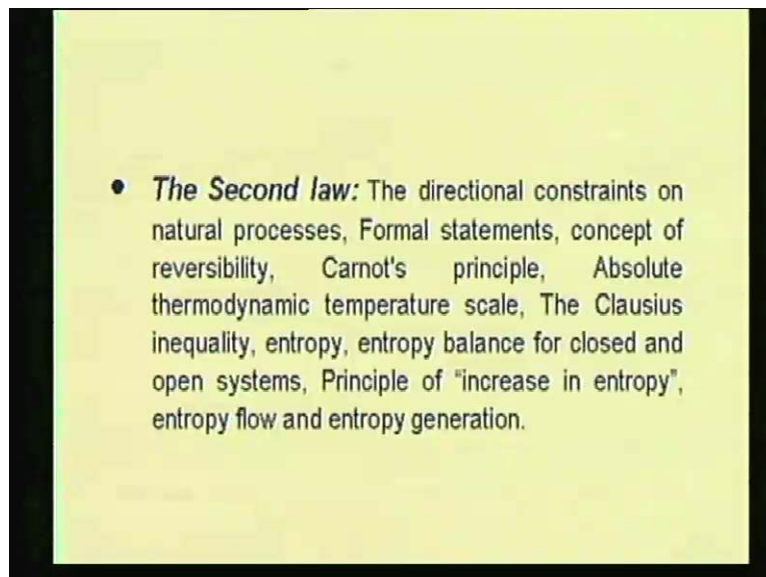 • The Second law: The directional constraints on
natural processes, Formal statements, concept of
reversibility, Carnot's principle, Absolute
thermodynamic temperature scale, The Clausius
inequality, entropy, entropy balance for closed and
open systems, Principle of "increase in entropy",
entropy flow and entropy generation.